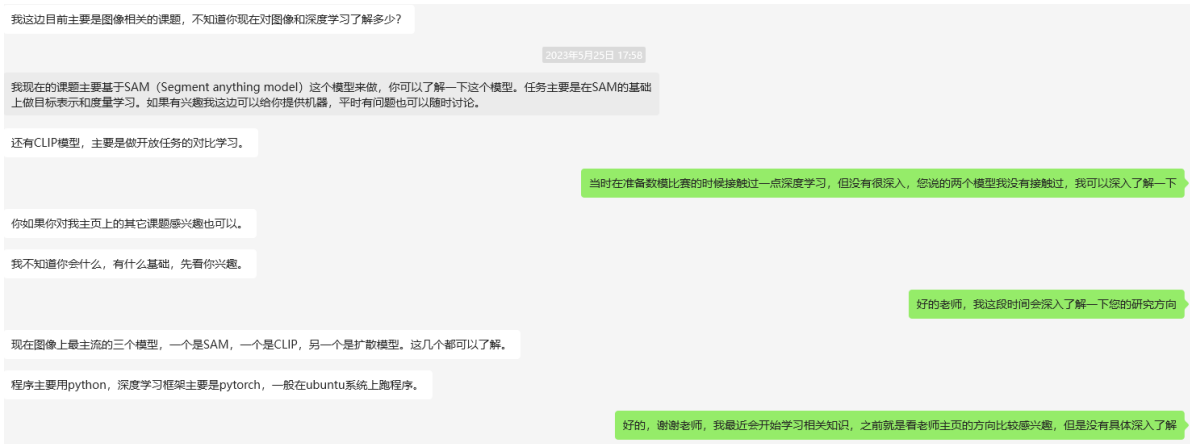 我这边目前主要是图像相关的课题，不知道你现在对图像和深度学习了解多少？
2023年5月25日 17:58
我现在的课题主要基于SAM（Segment anything model）这个模型来做，你可以了解一下这个模型。任务主要是在SAM的基础
上做目标表示和度量学习。如果有兴趣我这边可以给你提供机器，平时有问题也可以随时讨论。
还有CLIP模型，主要是做开放任务的对比学习。
当时在准备数模比赛的时候接触过一点深度学习，但没有很深入，您说的两个模型我没有接触过，我可以深入了解一下
你如果你对我主页上的其它课题感兴趣也可以。
我不知道你会什么，有什么基础，先看你兴趣。
好的老师，我这段时间会深入了解一下您的研究方向
现在图像上最主流的三个模型，一个是SAM，一个是CLIP，另一个是扩散模型。这几个都可以了解。
程序主要用python，深度学习框架主要是pytorch，一般在ubuntu系统上跑程序。
好的，谢谢老师，我最近会开始学习相关知识，之前就是看老师主页的方向比较感兴趣，但是没有具体深入了解